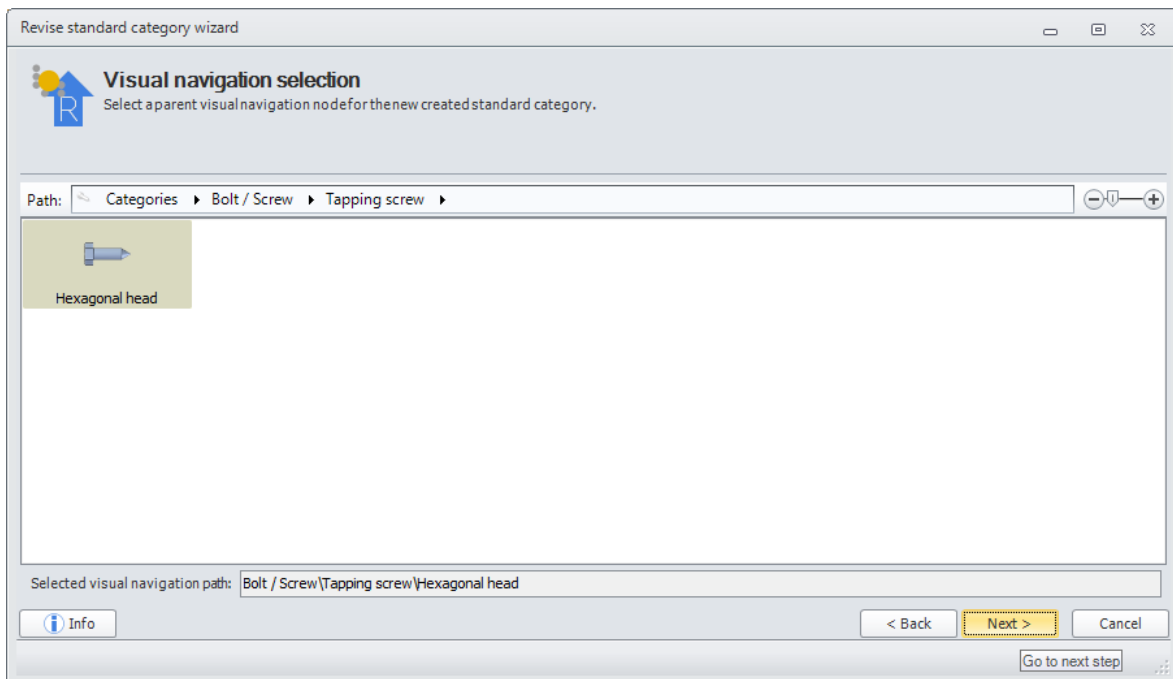 Revise standard category wizard
Visual navigation selection
Select a parent visual navigation node for the new created standard category.
R
Path: Categories Bolt / Screw Tapping screw
Hexagonal head
Selected visual navigation path: Bolt / Screw\Tapping screw\Hexagonal head
i Info < Back Next > Cancel
Go to next step